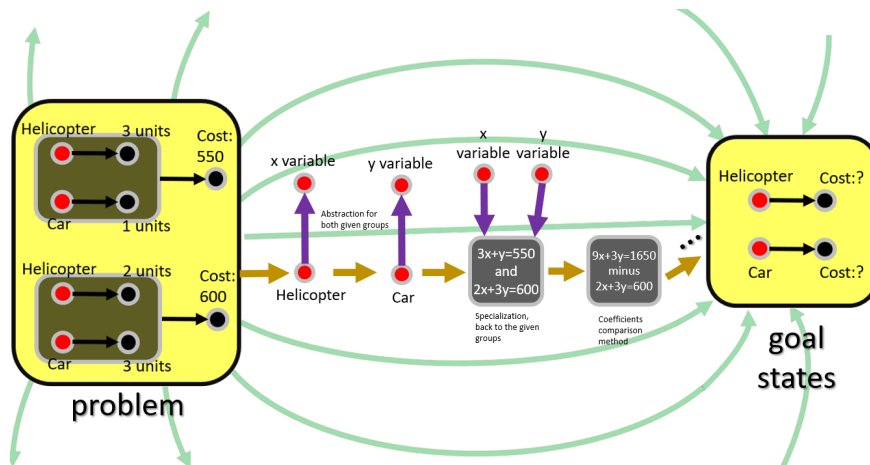 Helicopter
3 units
Cost:
550
Car
1 units
Helicopter
2 units
Cost:
600
Car
3 units
problem
x variable
y variable
Abstraction for
both given groups
Helicopter
Car
x
variable
y
variable
3x+y=550
and
2x+3y=600
Specialization,
back to the given
groups
9x+3y=1650
minus
2x+3y=600
Coefficients
comparison
method
...
Helicopter
Cost:?
Car
Cost:?
goal
states